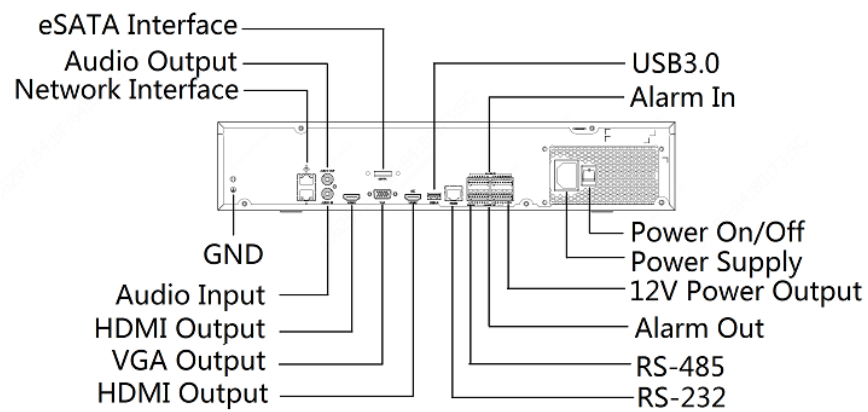 eSATA Interface
Audio Output
Network Interface
USB3.0
Alarm In
GND
Audio Input
HDMI Output
VGA Output
HDMI Output
Power On/Off
Power Supply
12V Power Output
Alarm Out
RS-485
RS-232